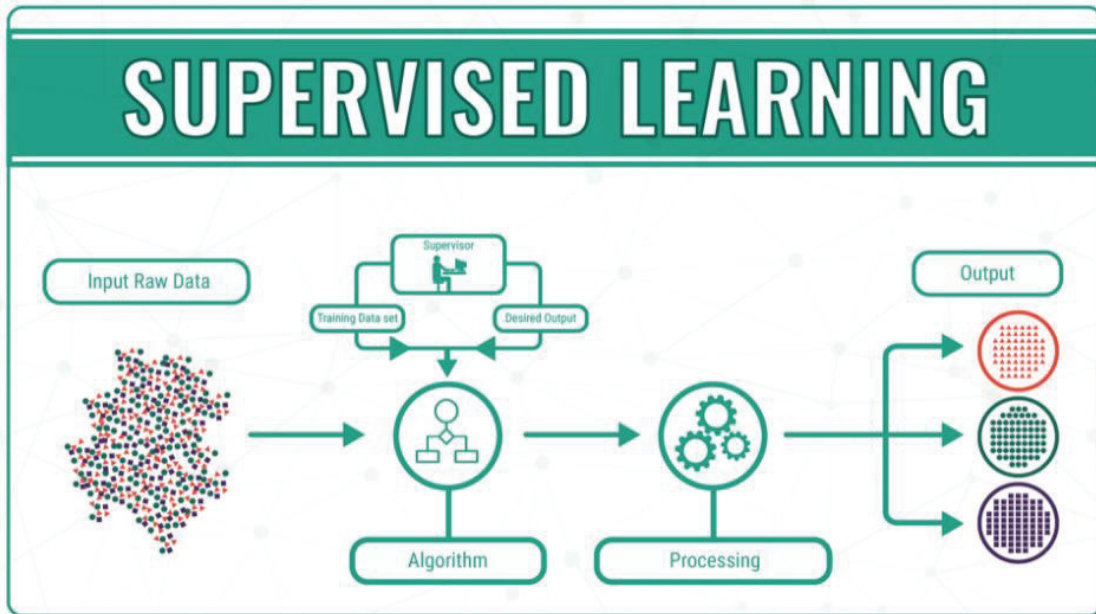 SUPERVISED LEARNING
Input Raw Data
Supervisor
Training Data set
Desired Output
Algorithm
Processing
Output